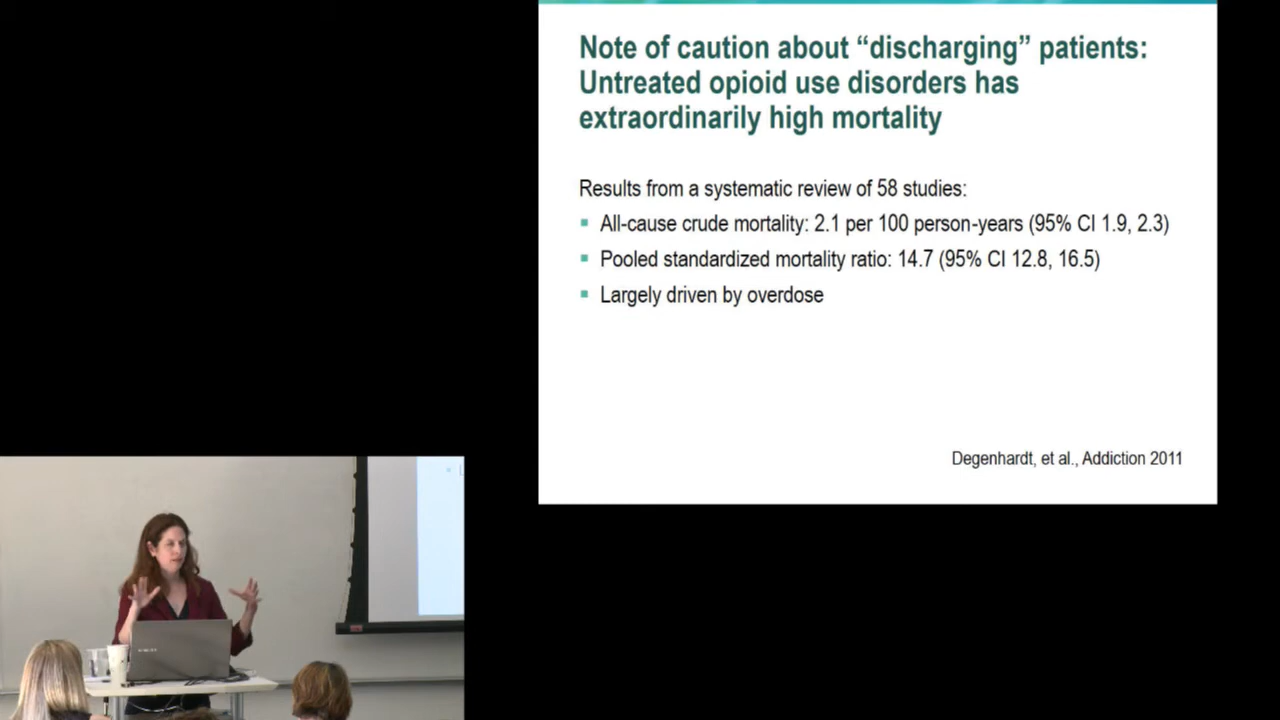 Note of caution about “discharging” patients:
Untreated opioid use disorders has
extraordinarily high mortality
Results from a systematic review of 58 studies:
▪ All-cause crude mortality: 2.1 per 100 person-years (95% CI 1.9, 2.3)
▪ Pooled standardized mortality ratio: 14.7 (95% CI 12.8, 16.5)
▪ Largely driven by overdose
Degenhardt, et al., Addiction 2011